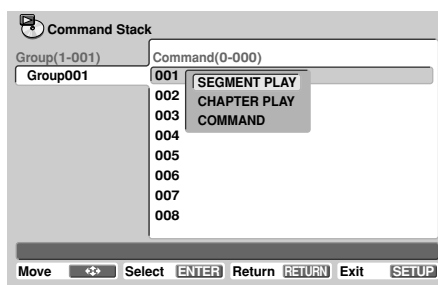 Command Stack
Group(1-001)
Command(0-000)
Group001
001
SEGMENT PLAY
002
CHAPTER PLAY
003
COMMAND
004
005
006
007
008
Move Select ENTER Return RETURN Exit SETUP